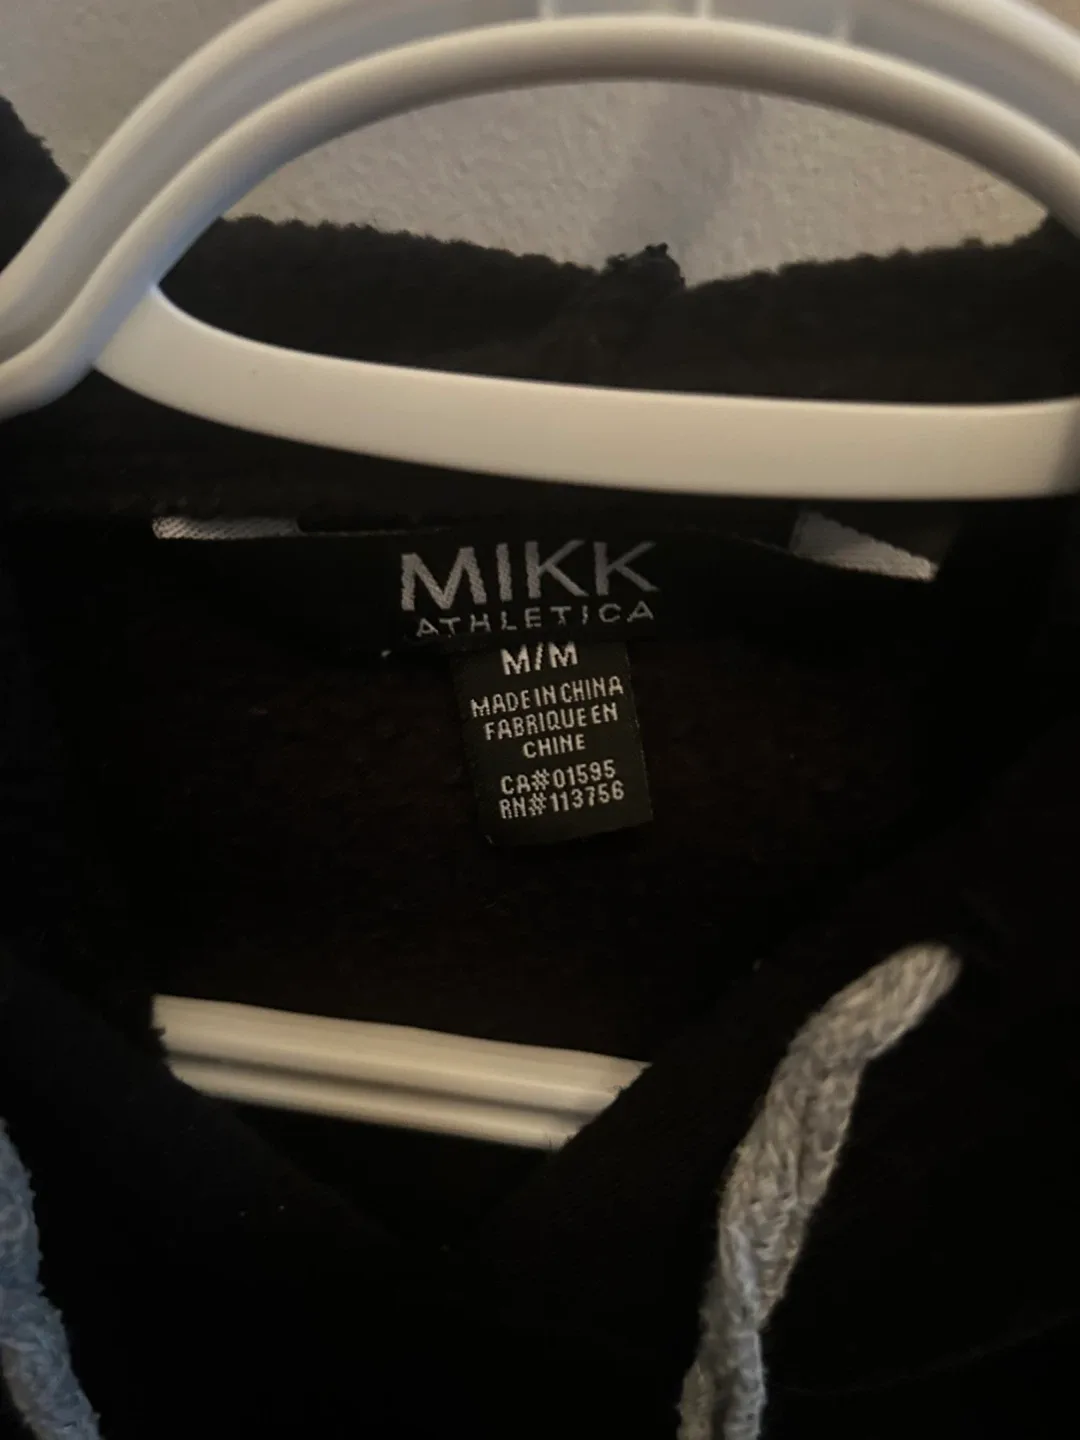 MIKK
ATHLETICA
M/M
MADE IN CHINA
FABRIQUE EN
CHINE
CA#01595
RN#113756